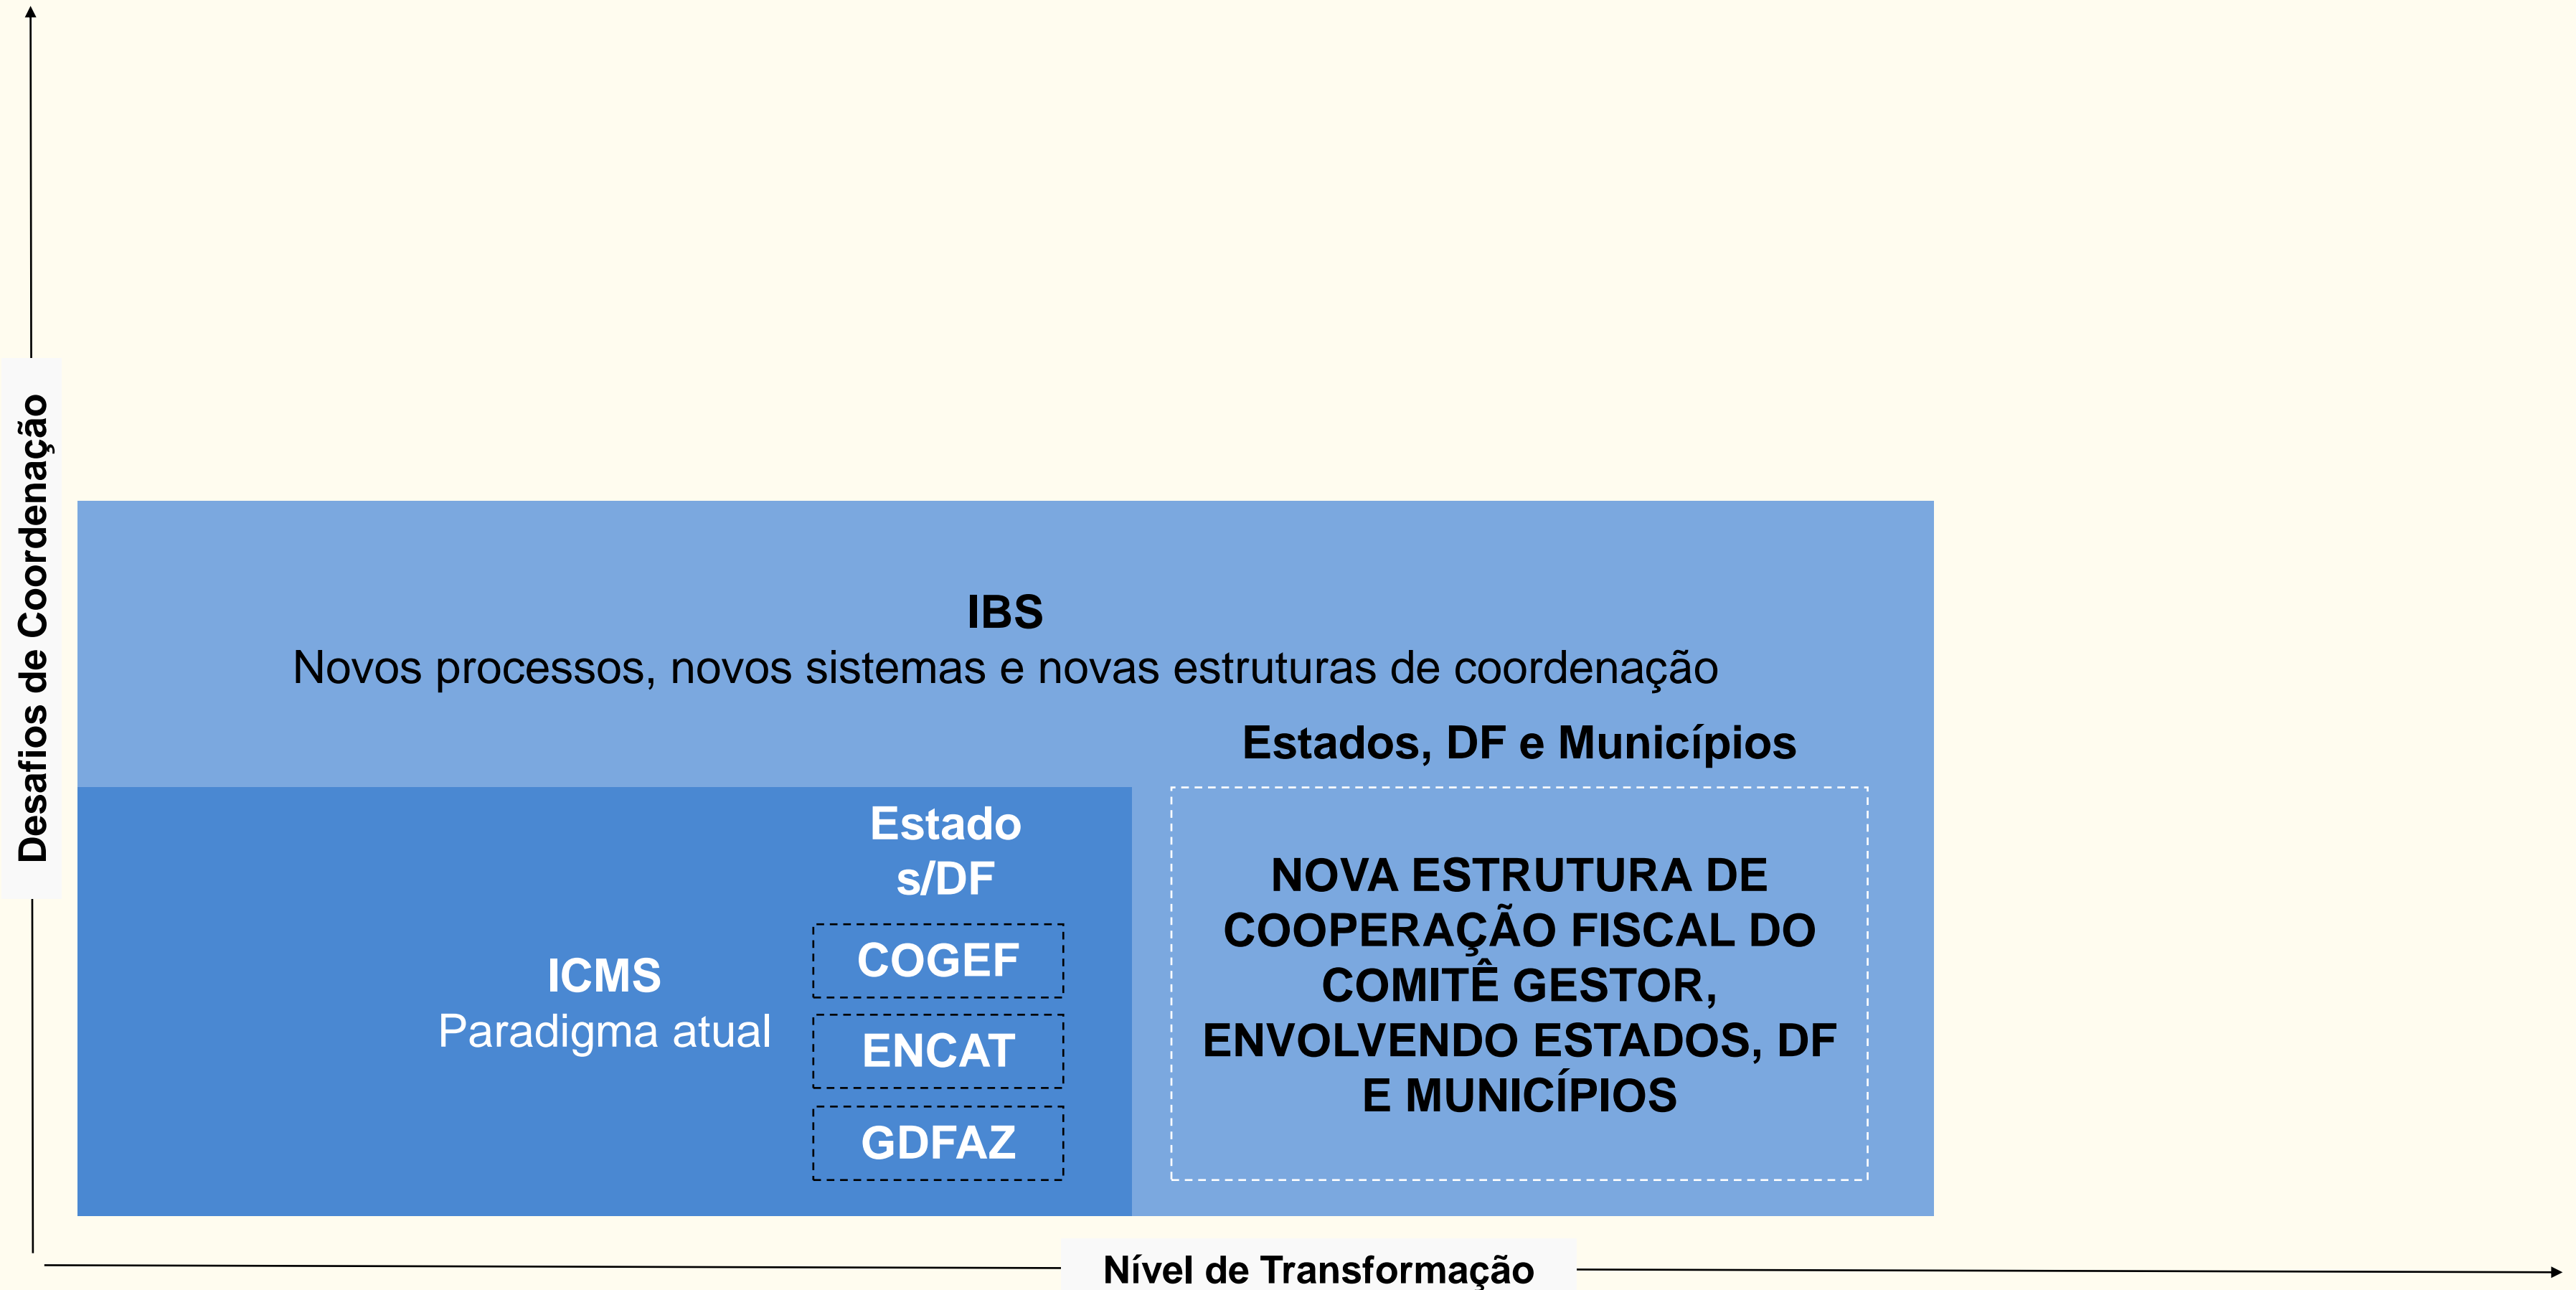 Desafios de Coordenação
IBS
Novos processos, novos sistemas e novas estruturas de coordenação
Estados, DF e Municípios
ICMS
Paradigma atual
Estado
s/DF
COGEF
ENCAT
GDFAZ
NOVA ESTRUTURA DE
COOPERAÇÃO FISCAL DO
COMITÊ GESTOR,
ENVOLVENDO ESTADOS, DF
E MUNICÍPIOS
Nível de Transformação